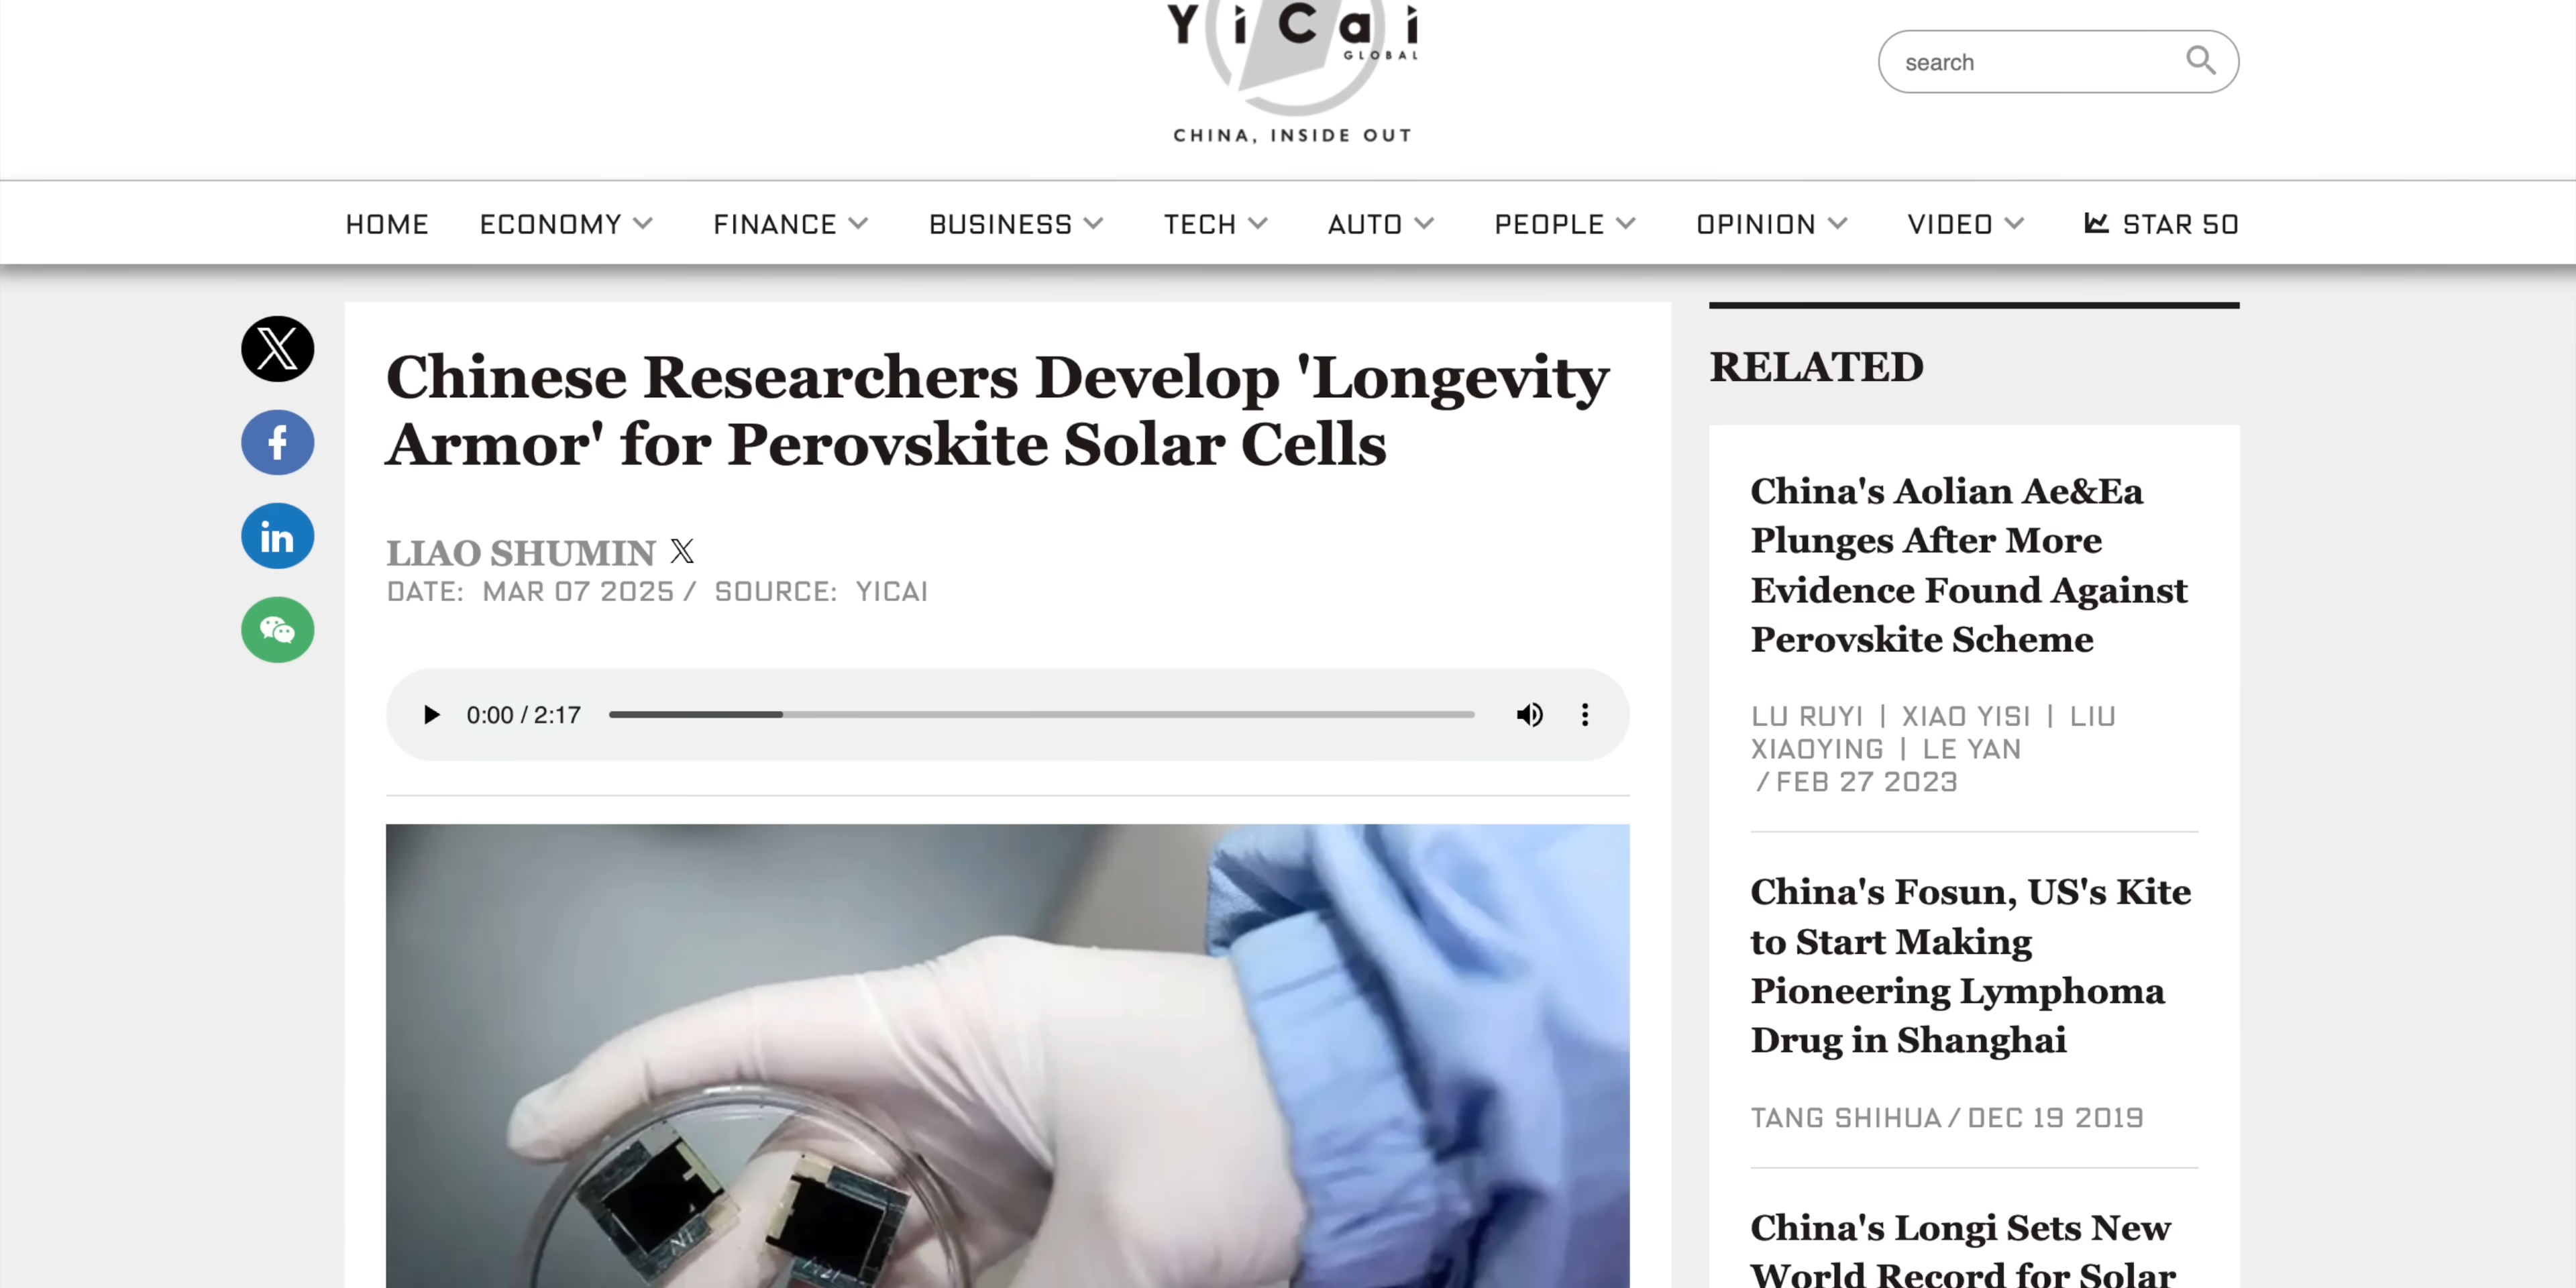 YiCai
GLOBAL
CHINA, INSIDE OUT
search
HOME ECONOMY FINANCE BUSINESS TECH AUTO PEOPLE OPINION VIDEO STAR 50
Chinese Researchers Develop 'Longevity
Armor' for Perovskite Solar Cells
LIAO SHUMIN
DATE: MAR 07 2025 / SOURCE: YICAI
0:00 / 2:17
RELATED
China's Aolian Ae&Ea
Plunges After More
Evidence Found Against
Perovskite Scheme
LU RUYI | XIAO YISI | LIU
XIAOYING | LE YAN
/ FEB 27 2023
China's Fosun, US's Kite
to Start Making
Pioneering Lymphoma
Drug in Shanghai
TANG SHIHUA / DEC 19 2019
China's Longi Sets New
World Record for Solar